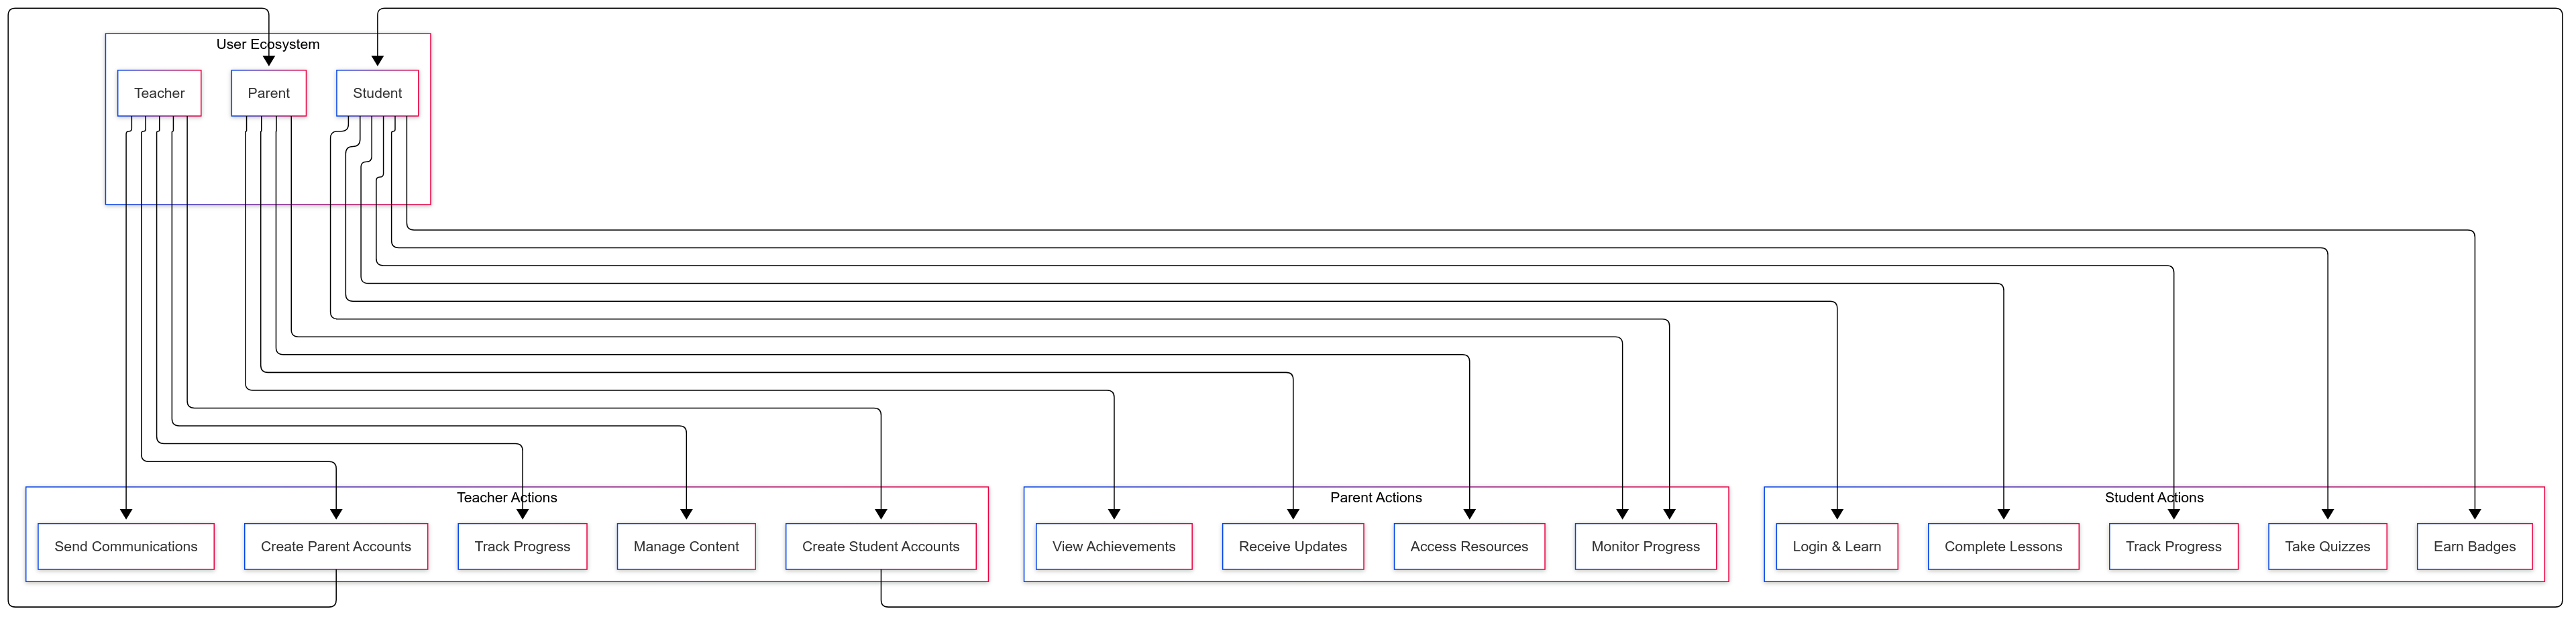 User Ecosystem
Teacher
Parent
Student
Teacher Actions
Parent Actions
Student Actions
Send Communications
Create Parent Accounts
Track Progress
Manage Content
Create Student Accounts
View Achievements
Receive Updates
Access Resources
Monitor Progress
Login & Learn
Complete Lessons
Track Progress
Take Quizzes
Earn Badges